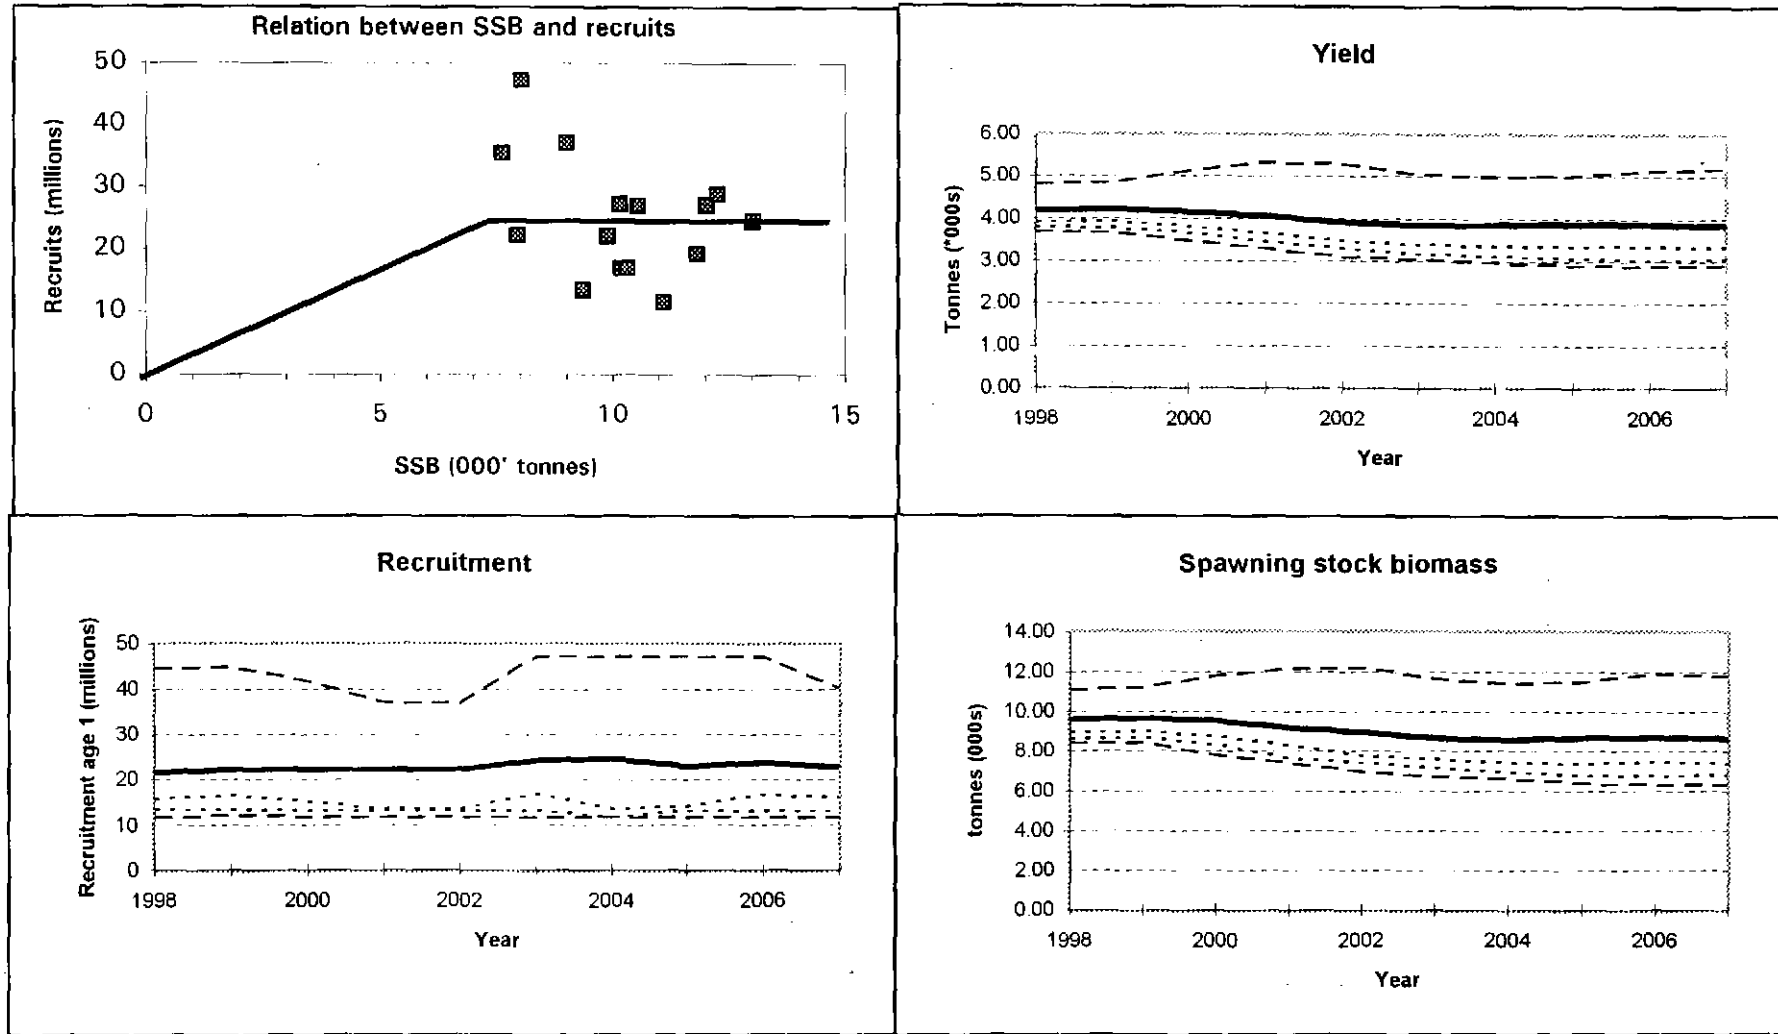 Relation between SSB and recruits
Recruits (millions)
50
40
30
20
10
0
0 5 10 15
SSB (000' tonnes)
Yield
Tonnes (*000s)
6.00
5.00
4.00
3.00
2.00
1.00
0.00
1998 2000 2002 2004 2006
Year
Recruitment
Recruitment age 1 (millions)
50
40
30
20
10
0
1998 2000 2002 2004 2006
Year
Spawning stock biomass
tonnes (000s)
14.00
12.00
10.00
8.00
6.00
4.00
2.00
0.00
1998 2000 2002 2004 2006
Year